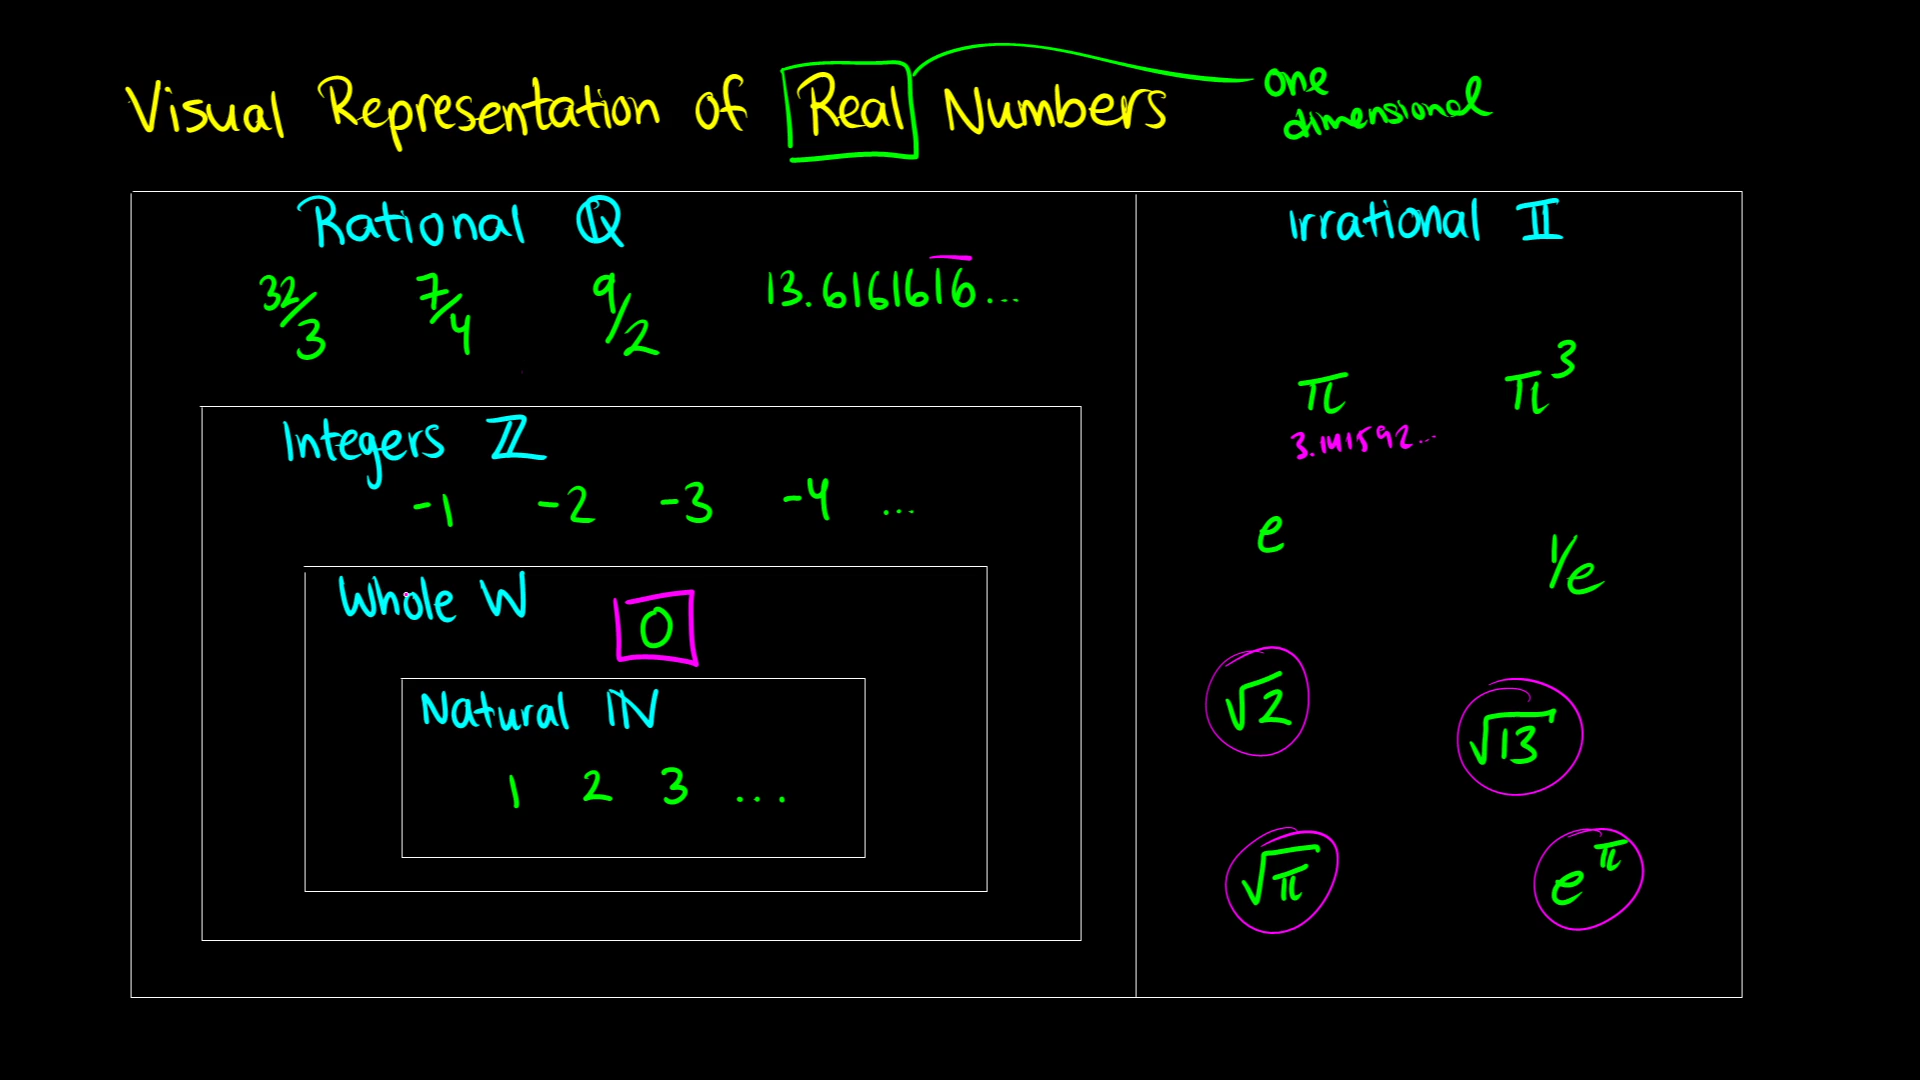 Visual Representation of Real Numbers
one
dimensional
Rational ℚ
32/3 7/4 9/2 13.6161616...
Integers ℤ
-1 -2 -3 -4 ...
Whole W
0
Natural ℕ
1 2 3 ...
Irrational 𝕀
π π³
3.141592...
e 1/e
√2 √13
√π e^π